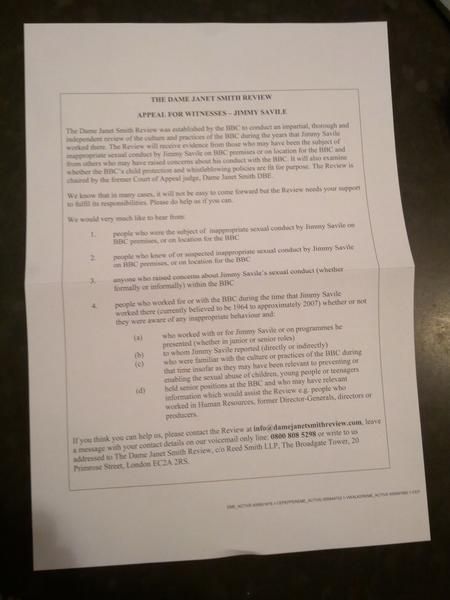 THE DAME JANET SMITH REVIEW
APPEAL FOR WITNESSES – JIMMY SAVILE
The Dame Janet Smith Review was established by the BBC to conduct an impartial, thorough and
independent review of the culture and practices of the BBC during the years that Jimmy Savile
worked there. The Review will receive evidence from those who may have been the subject of
inappropriate sexual conduct by Jimmy Savile on BBC premises or on location for the BBC and
from others who may have raised concerns about his conduct with the BBC. It will also examine
whether the BBC's child protection and whistleblowing policies are fit for purpose. The Review is
chaired by the former Court of Appeal judge, Dame Janet Smith DBE.
We know that in many cases, it will not be easy to come forward but the Review needs your support
to fulfil its responsibilities. Please do help us if you can.
We would very much like to hear from:
1. people who were the subject of inappropriate sexual conduct by Jimmy Savile on
BBC premises, or on location for the BBC
2. people who knew of or suspected inappropriate sexual conduct by Jimmy Savile
on BBC premises, or on location for the BBC
3. anyone who raised concerns about Jimmy Savile's sexual conduct (whether
formally or informally) within the BBC
4. people who worked for or with the BBC during the time that Jimmy Savile
worked there (currently believed to be 1964 to approximately 2007) whether or not
they were aware of any inappropriate behaviour and:
(a) who worked with or for Jimmy Savile or on programmes he
presented (whether in junior or senior roles)
(b) to whom Jimmy Savile reported (directly or indirectly)
(c) who were familiar with the culture or practices of the BBC during
that time insofar as they may have been relevant to preventing or
enabling the sexual abuse of children, young people or teenagers
(d) held senior positions at the BBC and who may have relevant
information which would assist the Review e.g. people who
worked in Human Resources, former Director-Generals, directors or
producers.
If you think you can help us, please contact the Review at info@damejanetsmithreview.com, leave
a message with your contact details on our voicemail only line: 0800 808 5298 or write to us
addressed to The Dame Janet Smith Review, c/o Reed Smith LLP, The Broadgate Tower, 20
Primrose Street, London EC2A 2RS.